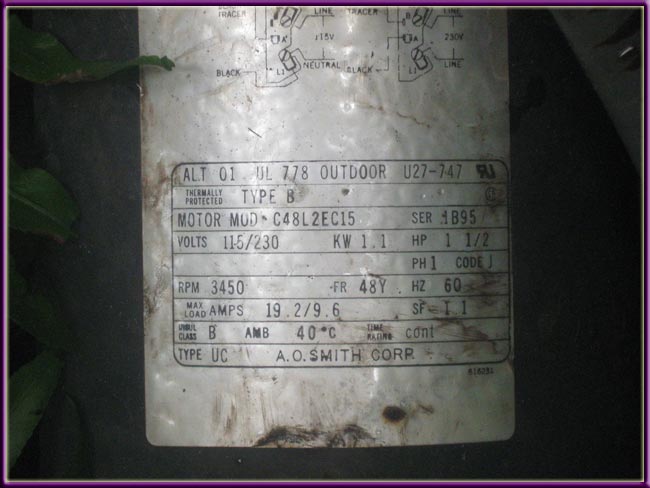 TRACER LINE TRACER LINE
A 115V A 230V
L1 NEUTRAL L1 LINE
BLACK BLACK
ALT 01 UL 778 OUTDOOR U27-747
THERMALLY PROTECTED TYPE B
MOTOR MOD C48L2EC15 SER 1B95
VOLTS 115/230 KW 1.1 HP 1 1/2
PH 1 CODE J
RPM 3450 FR 48Y HZ 60
MAX LOAD AMPS 19.2/9.6 SF 1.1
INSUL CLASS B AMB 40°C TIME RATING cont
TYPE UC A.O.SMITH CORP.